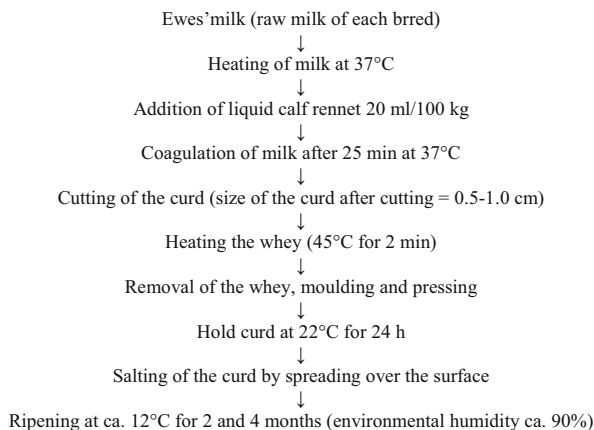 Ewes'milk (raw milk of each brred)
↓
Heating of milk at 37°C
↓
Addition of liquid calf rennet 20 ml/100 kg
↓
Coagulation of milk after 25 min at 37°C
↓
Cutting of the curd (size of the curd after cutting = 0.5-1.0 cm)
↓
Heating the whey (45°C for 2 min)
↓
Removal of the whey, moulding and pressing
↓
Hold curd at 22°C for 24 h
↓
Salting of the curd by spreading over the surface
↓
Ripening at ca. 12°C for 2 and 4 months (environmental humidity ca. 90%)